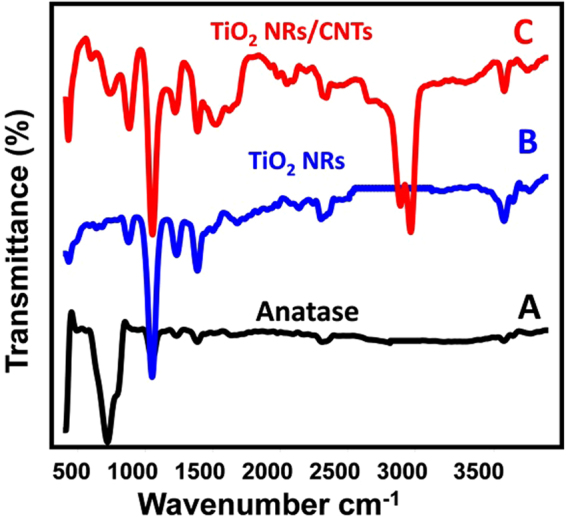 TiO₂ NRs/CNTs
C
TiO₂ NRs
B
Anatase
A
Transmittance (%)
500 1000 1500 2000 2500 3000 3500
Wavenumber cm⁻¹